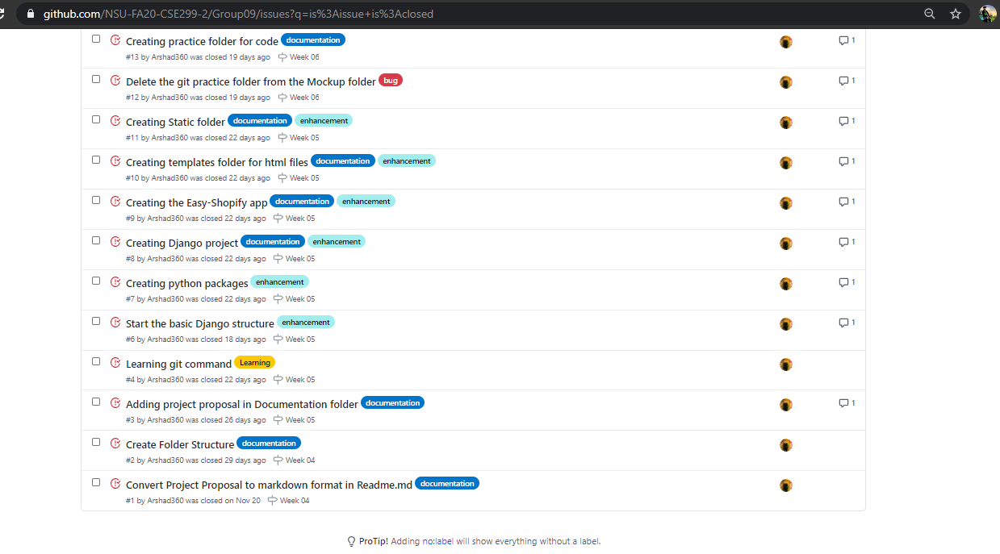 github.com/NSU-FA20-CSE299-2/Group09/issues?q=is%3Aissue+is%3Aclosed
Creating practice folder for code documentation 1
#13 by Arshad360 was closed 19 days ago Week 06
Delete the git practice folder from the Mockup folder bug 1
#12 by Arshad360 was closed 19 days ago Week 06
Creating Static folder documentation enhancement 1
#11 by Arshad360 was closed 22 days ago Week 05
Creating templates folder for html files documentation enhancement 1
#10 by Arshad360 was closed 22 days ago Week 05
Creating the Easy-Shopify app documentation enhancement 1
#9 by Arshad360 was closed 22 days ago Week 05
Creating Django project documentation enhancement 1
#8 by Arshad360 was closed 22 days ago Week 05
Creating python packages enhancement 1
#7 by Arshad360 was closed 22 days ago Week 05
Start the basic Django structure enhancement 1
#6 by Arshad360 was closed 18 days ago Week 05
Learning git command Learning
#4 by Arshad360 was closed 22 days ago Week 05
Adding project proposal in Documentation folder documentation 1
#3 by Arshad360 was closed 26 days ago Week 05
Create Folder Structure documentation
#2 by Arshad360 was closed 29 days ago Week 04
Convert Project Proposal to markdown format in Readme.md documentation
#1 by Arshad360 was closed on Nov 20 Week 04
ProTip! Adding no:label will show everything without a label.